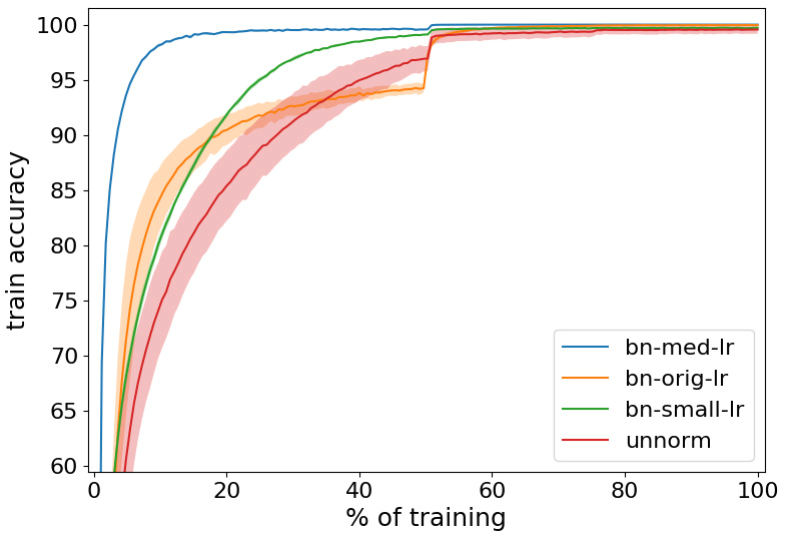 100
95
90
85
80
75
70
65
60
train accuracy
bn-med-lr
bn-orig-lr
bn-small-lr
unnorm
0 20 40 60 80 100
% of training